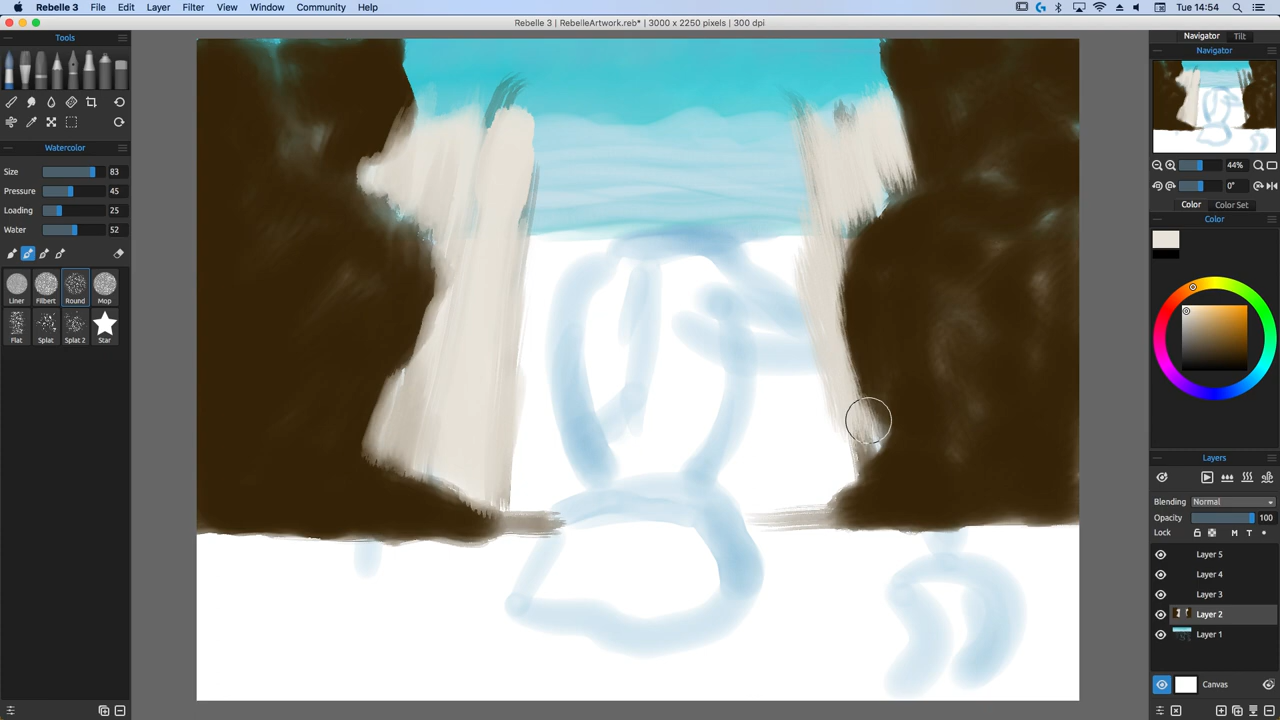 Rebelle 3 File Edit Layer Filter View Window Community Help Tue 14:54
Rebelle 3 | RebelleArtwork.reb* | 3000 x 2250 pixels | 300 dpi
Tools
Watercolor
Size 83
Pressure 45
Loading 25
Water 52
Liner Filbert Round Mop
Flat Splat Splat 2 Star
Navigator Tilt
Navigator
44%
0°
Color Color Set
Color
Layers
Blending Normal
Opacity 100
Lock M T
Layer 5
Layer 4
Layer 3
Layer 2
Layer 1
Canvas